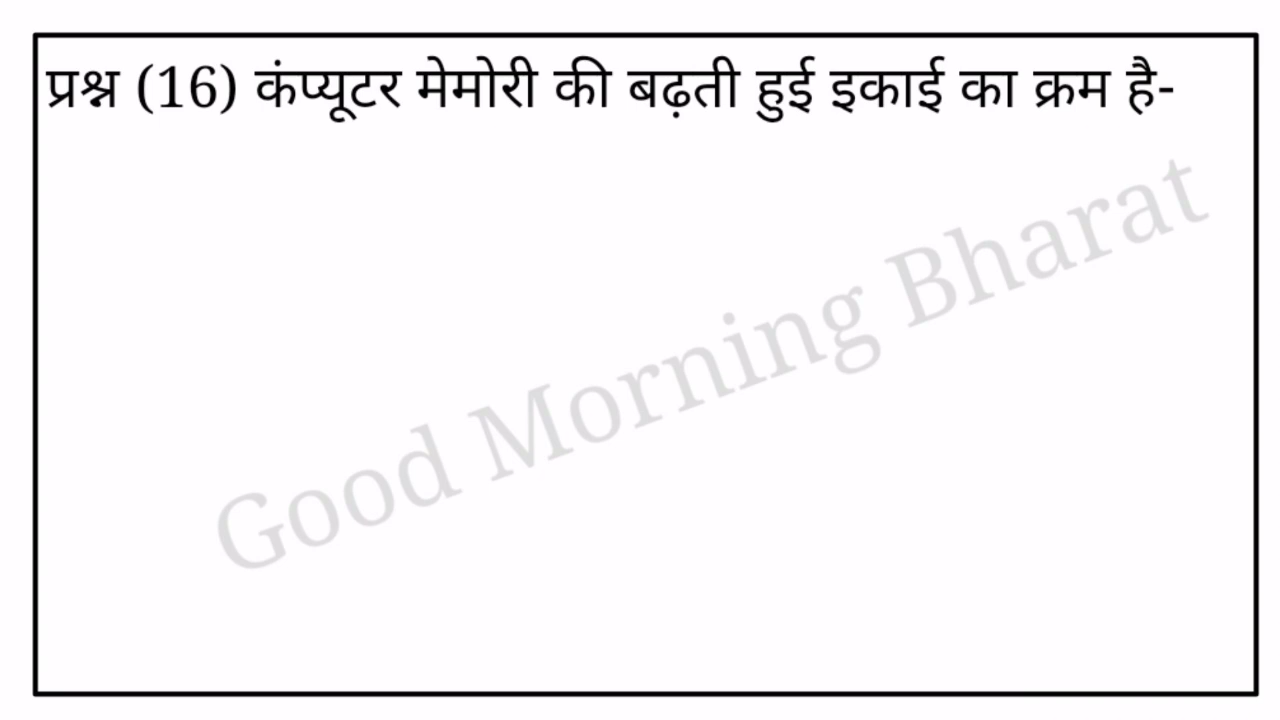 प्रश्न (16) कंप्यूटर मेमोरी की बढ़ती हुई इकाई का क्रम है-
Good Morning Bharat